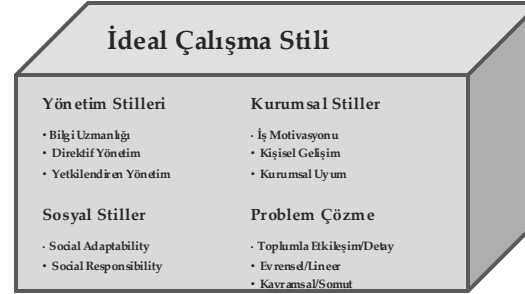 İdeal Çalışma Stili
Yönetim Stilleri
• Bilgi Uzmanlığı
• Direktif Yönetim
• Yetkilendiren Yönetim
Kurumsal Stiller
· İş Motivasyonu
• Kişisel Gelişim
• Kurumsal Uyum
Sosyal Stiller
· Social Adaptability
• Social Responsibility
Problem Çözme
· Toplumla Etkileşim/Detay
• Evrensel/Lineer
• Kavramsal/Somut